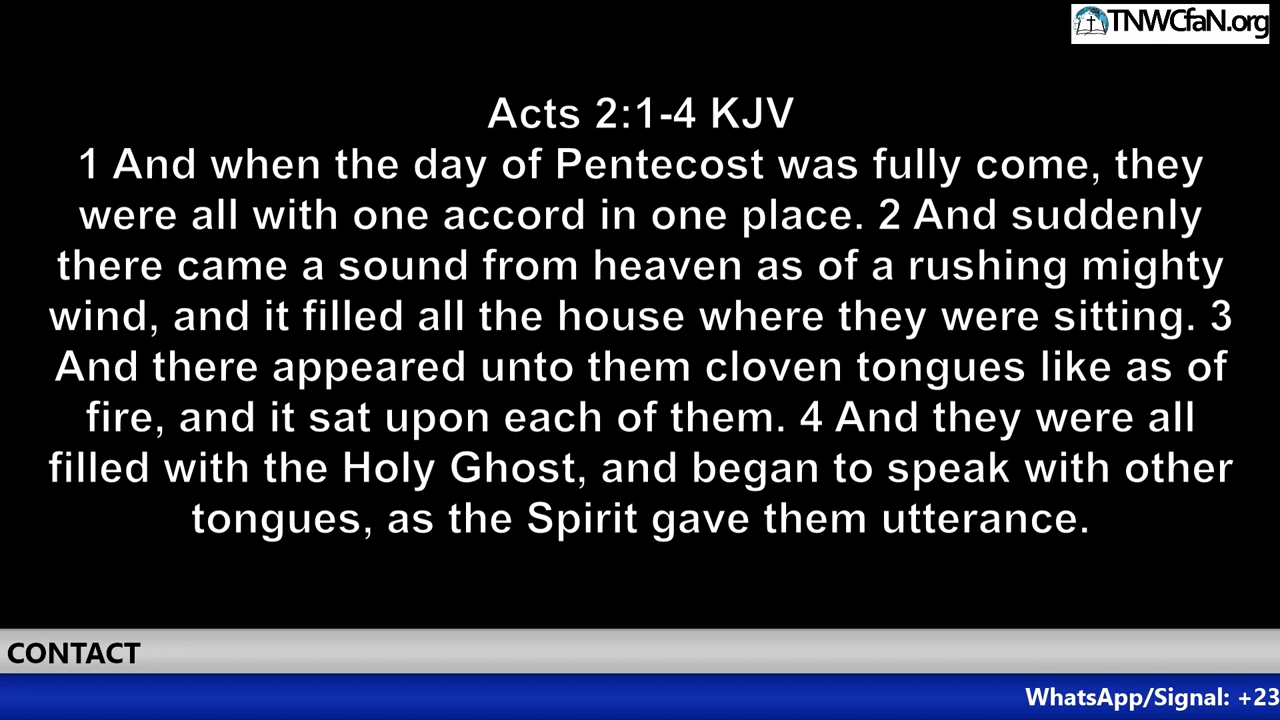 TNWCfaN.org
Acts 2:1-4 KJV
1 And when the day of Pentecost was fully come, they
were all with one accord in one place. 2 And suddenly
there came a sound from heaven as of a rushing mighty
wind, and it filled all the house where they were sitting. 3
And there appeared unto them cloven tongues like as of
fire, and it sat upon each of them. 4 And they were all
filled with the Holy Ghost, and began to speak with other
tongues, as the Spirit gave them utterance.
CONTACT
WhatsApp/Signal: +23